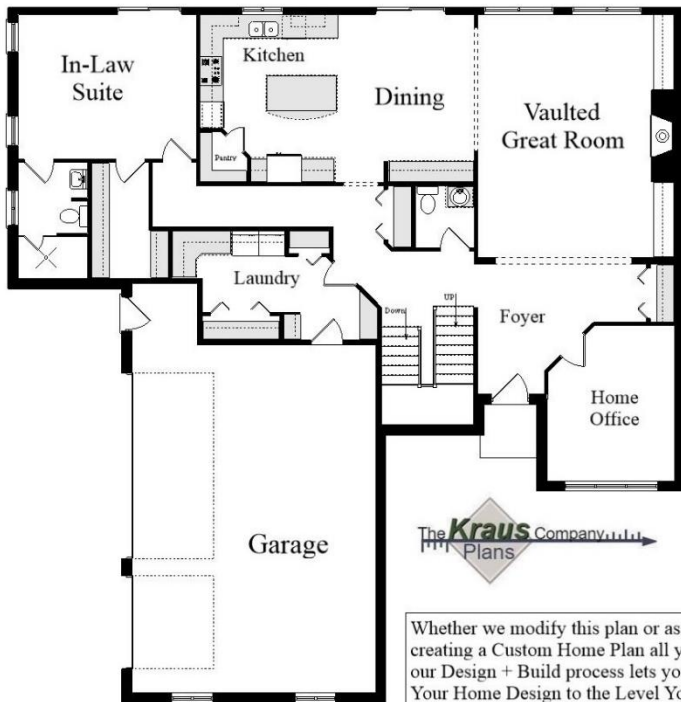 In-Law
Suite
Kitchen
Dining
Vaulted
Great Room
Pantry
Laundry
Down
UP
Foyer
Home
Office
Garage
The Kraus Company
Plans
Whether we modify this plan or as
creating a Custom Home Plan all y
our Design + Build process lets yo
Your Home Design to the Level Yo